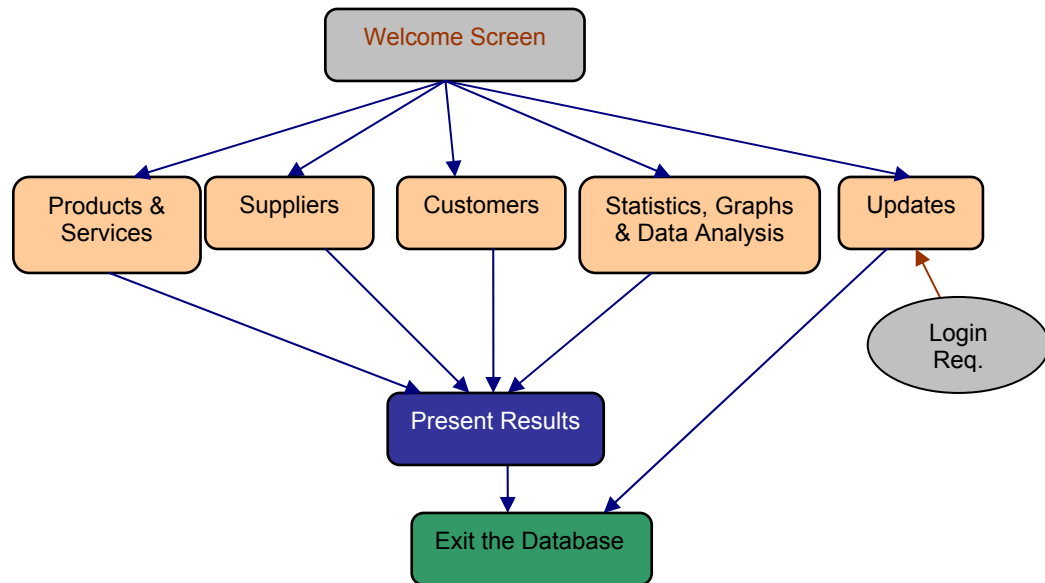 Welcome Screen
Products &
Services
Suppliers
Customers
Statistics, Graphs
& Data Analysis
Updates
Login
Req.
Present Results
Exit the Database